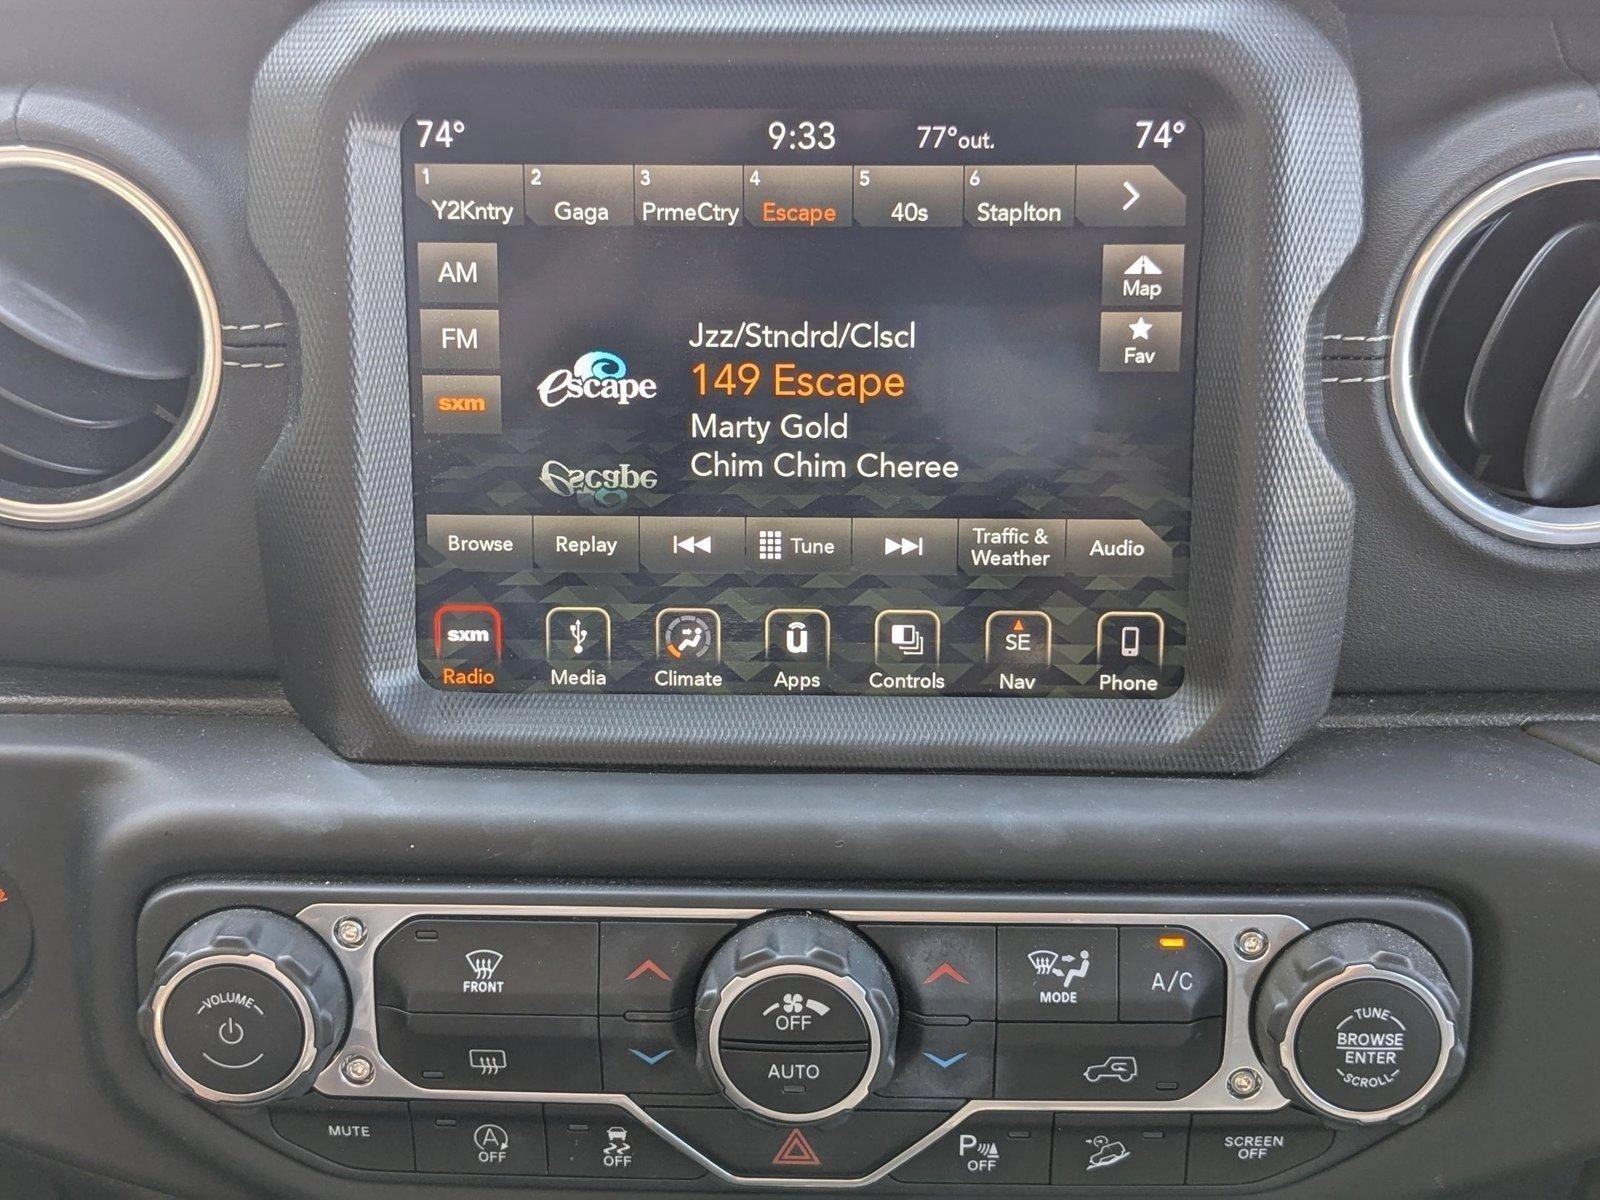 74° 9:33 77°out. 74°
1 2 3 4 5 6
Y2Kntry Gaga PrmeCtry Escape 40s Staplton
AM
Map
FM
Fav
sxm
escape
Jzz/Stndrd/Clscl
149 Escape
Marty Gold
Chim Chim Cheree
Browse Replay Tune Traffic & Weather Audio
sxm SE
Radio Media Climate Apps Controls Nav Phone
VOLUME
FRONT
OFF
AUTO
MODE
A/C
TUNE
BROWSE
ENTER
SCROLL
MUTE
A
OFF
OFF
P
OFF
SCREEN
OFF